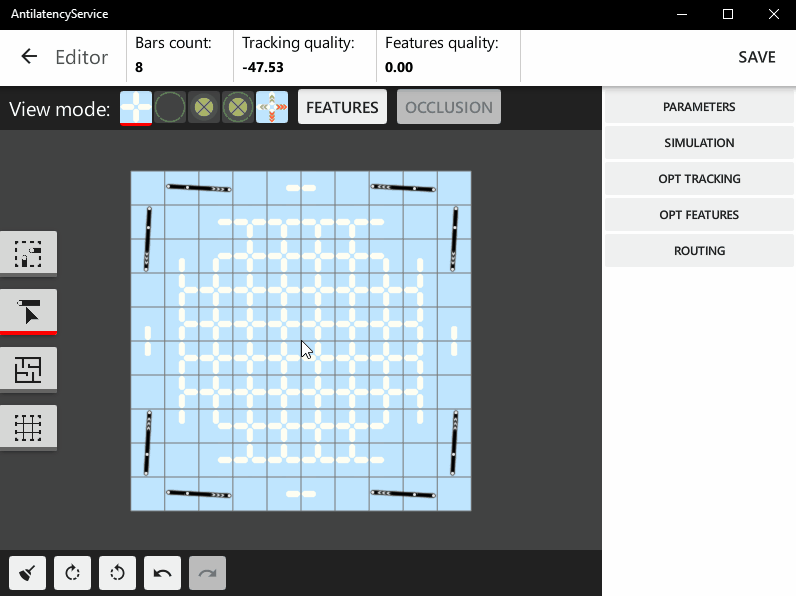 AntilatencyService
Editor
Bars count:
8
Tracking quality:
-47.53
Features quality:
0.00
SAVE
View mode:
FEATURES
OCCLUSION
PARAMETERS
SIMULATION
OPT TRACKING
OPT FEATURES
ROUTING